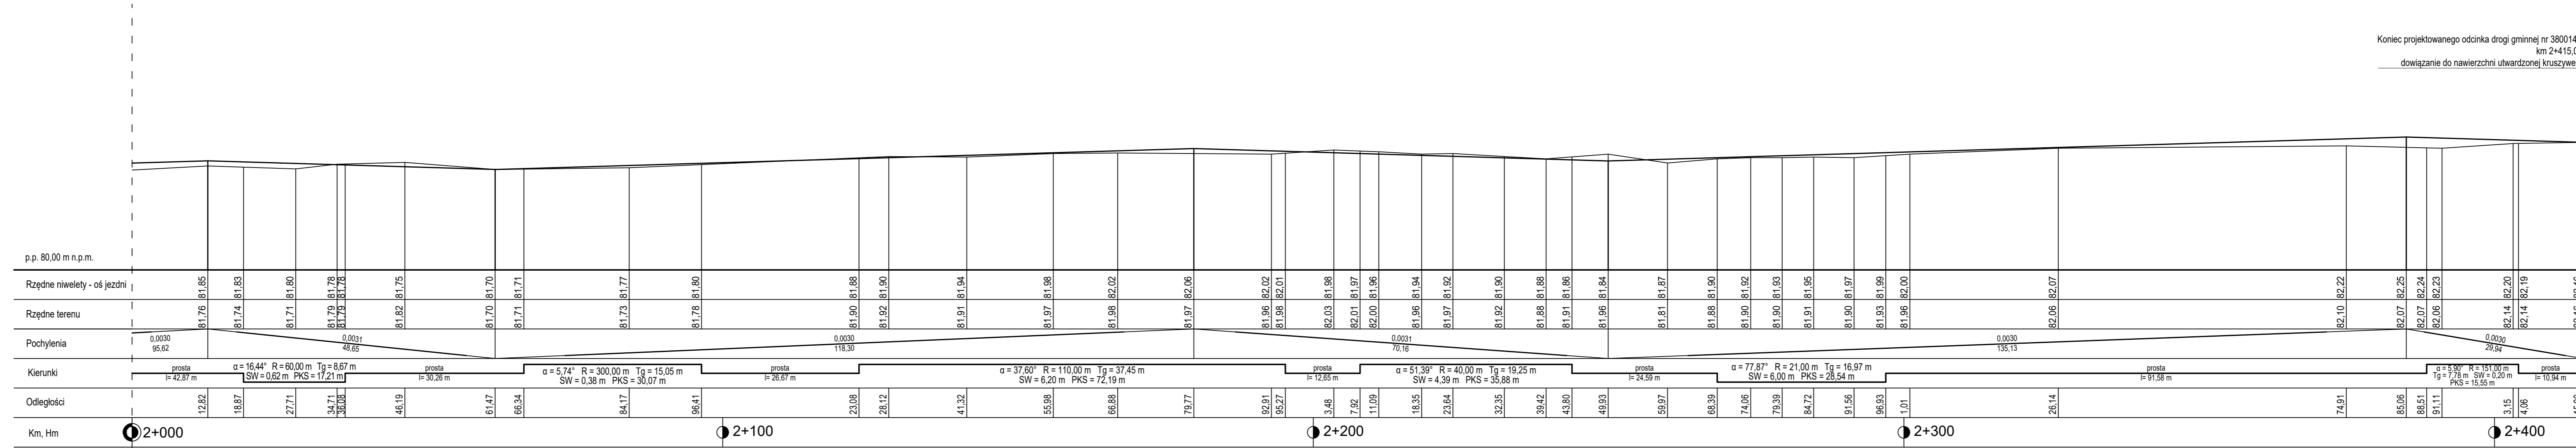 Koniec projektowanego odcinka drogi gminnej nr 380014
km 2+415,0
dowiązanie do nawierzchni utwardzonej kruszywe
p.p. 80,00 m n.p.m.
Rzędne niwelety - oś jezdni 81,85 81,83 81,80 81,78 81,78 81,75 81,70 81,71 81,77 81,80 81,88 81,90 81,94 81,98 82,02 82,06 82,02 82,01 81,98 81,97 81,96 81,94 81,92 81,90 81,88 81,86 81,84 81,87 81,90 81,92 81,93 81,95 81,97 81,99 82,00 82,07 82,22 82,25 82,24 82,23 82,20 82,19
Rzędne terenu 81,76 81,74 81,71 81,79 81,79 81,82 81,70 81,71 81,73 81,78 81,90 81,92 81,91 81,97 81,98 81,97 81,96 81,98 82,03 82,01 82,00 81,96 81,97 81,92 81,91 81,96 81,81 81,88 81,90 81,90 81,91 81,90 81,93 81,96 82,06 82,10 82,07 82,07 82,06 82,14 82,14
Pochylenia 0,0030 0,0031 0,0030 0,0031 0,0030 0,0030
95,62 48,65 118,30 70,16 135,13 29,94
Kierunki
prosta
l= 42,87 m
α = 16,44° R = 60,00 m Tg = 8,67 m
SW = 0,62 m PKS = 17,21 m
prosta
l= 30,26 m
α = 5,74° R = 300,00 m Tg = 15,05 m
SW = 0,38 m PKS = 30,07 m
prosta
l= 26,67 m
α = 37,60° R = 110,00 m Tg = 37,45 m
SW = 6,20 m PKS = 72,19 m
prosta
l= 12,65 m
α = 51,39° R = 40,00 m Tg = 19,25 m
SW = 4,39 m PKS = 35,88 m
prosta
l= 24,59 m
α = 77,87° R = 21,00 m Tg = 16,97 m
SW = 6,00 m PKS = 28,54 m
prosta
l= 91,58 m
α = 5,90° R = 151,00 m
Tg = 7,78 m SW = 0,20 m
PKS = 15,55 m
prosta
l= 10,94 m
Odległości 12,82 18,87 27,71 34,71 36,08 46,19 61,47 66,34 84,17 96,41 23,08 28,12 41,32 55,98 66,88 79,77 92,91 95,27 3,48 7,92 11,09 18,35 23,64 32,35 39,42 43,80 49,93 59,97 68,39 74,06 79,39 84,72 91,56 96,93 1,01 26,14 74,91 85,06 88,51 91,11 3,15 4,06
Km, Hm 2+000 2+100 2+200 2+300 2+400